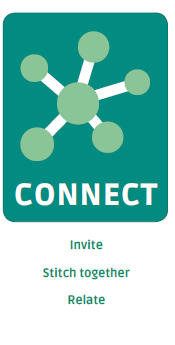 CONNECT
Invite
Stitch together
Relate